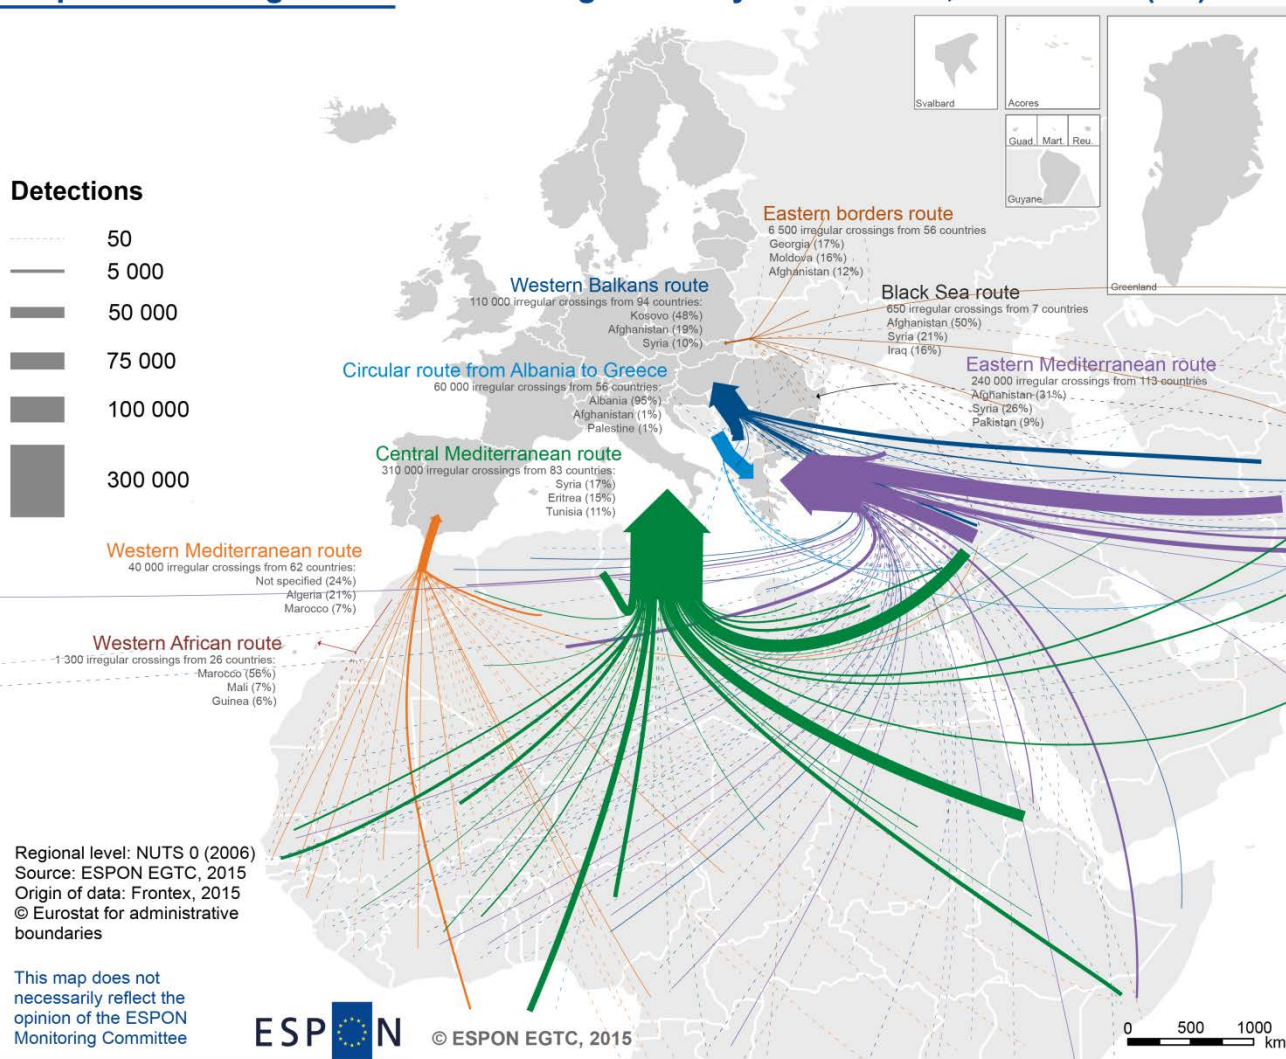 Detections
50
5 000
50 000
75 000
100 000
300 000
Svalbard
Acores
Guad.
Mart.
Reu.
Guyane
Greenland
Eastern borders route
6 500 irregular crossings from 56 countries
Georgia (17%)
Moldova (16%)
Afghanistan (12%)
Western Balkans route
110 000 irregular crossings from 94 countries:
Kosovo (48%)
Afghanistan (19%)
Syria (10%)
Black Sea route
650 irregular crossings from 7 countries
Afghanistan (50%)
Syria (21%)
Iraq (16%)
Circular route from Albania to Greece
60 000 irregular crossings from 56 countries:
Albania (95%)
Afghanistan (1%)
Palestine (1%)
Eastern Mediterranean route
240 000 irregular crossings from 113 countries
Afghanistan (31%)
Syria (26%)
Pakistan (9%)
Central Mediterranean route
310 000 irregular crossings from 83 countries:
Syria (17%)
Eritrea (15%)
Tunisia (11%)
Western Mediterranean route
40 000 irregular crossings from 62 countries:
Not specified (24%)
Algeria (21%)
Marocco (7%)
Western African route
1 300 irregular crossings from 26 countries:
Marocco (56%)
Mali (7%)
Guinea (6%)
Regional level: NUTS 0 (2006)
Source: ESPON EGTC, 2015
Origin of data: Frontex, 2015
© Eurostat for administrative
boundaries
This map does not
necessarily reflect the
opinion of the ESPON
Monitoring Committee
ESPON
© ESPON EGTC, 2015
0 500 1000
km